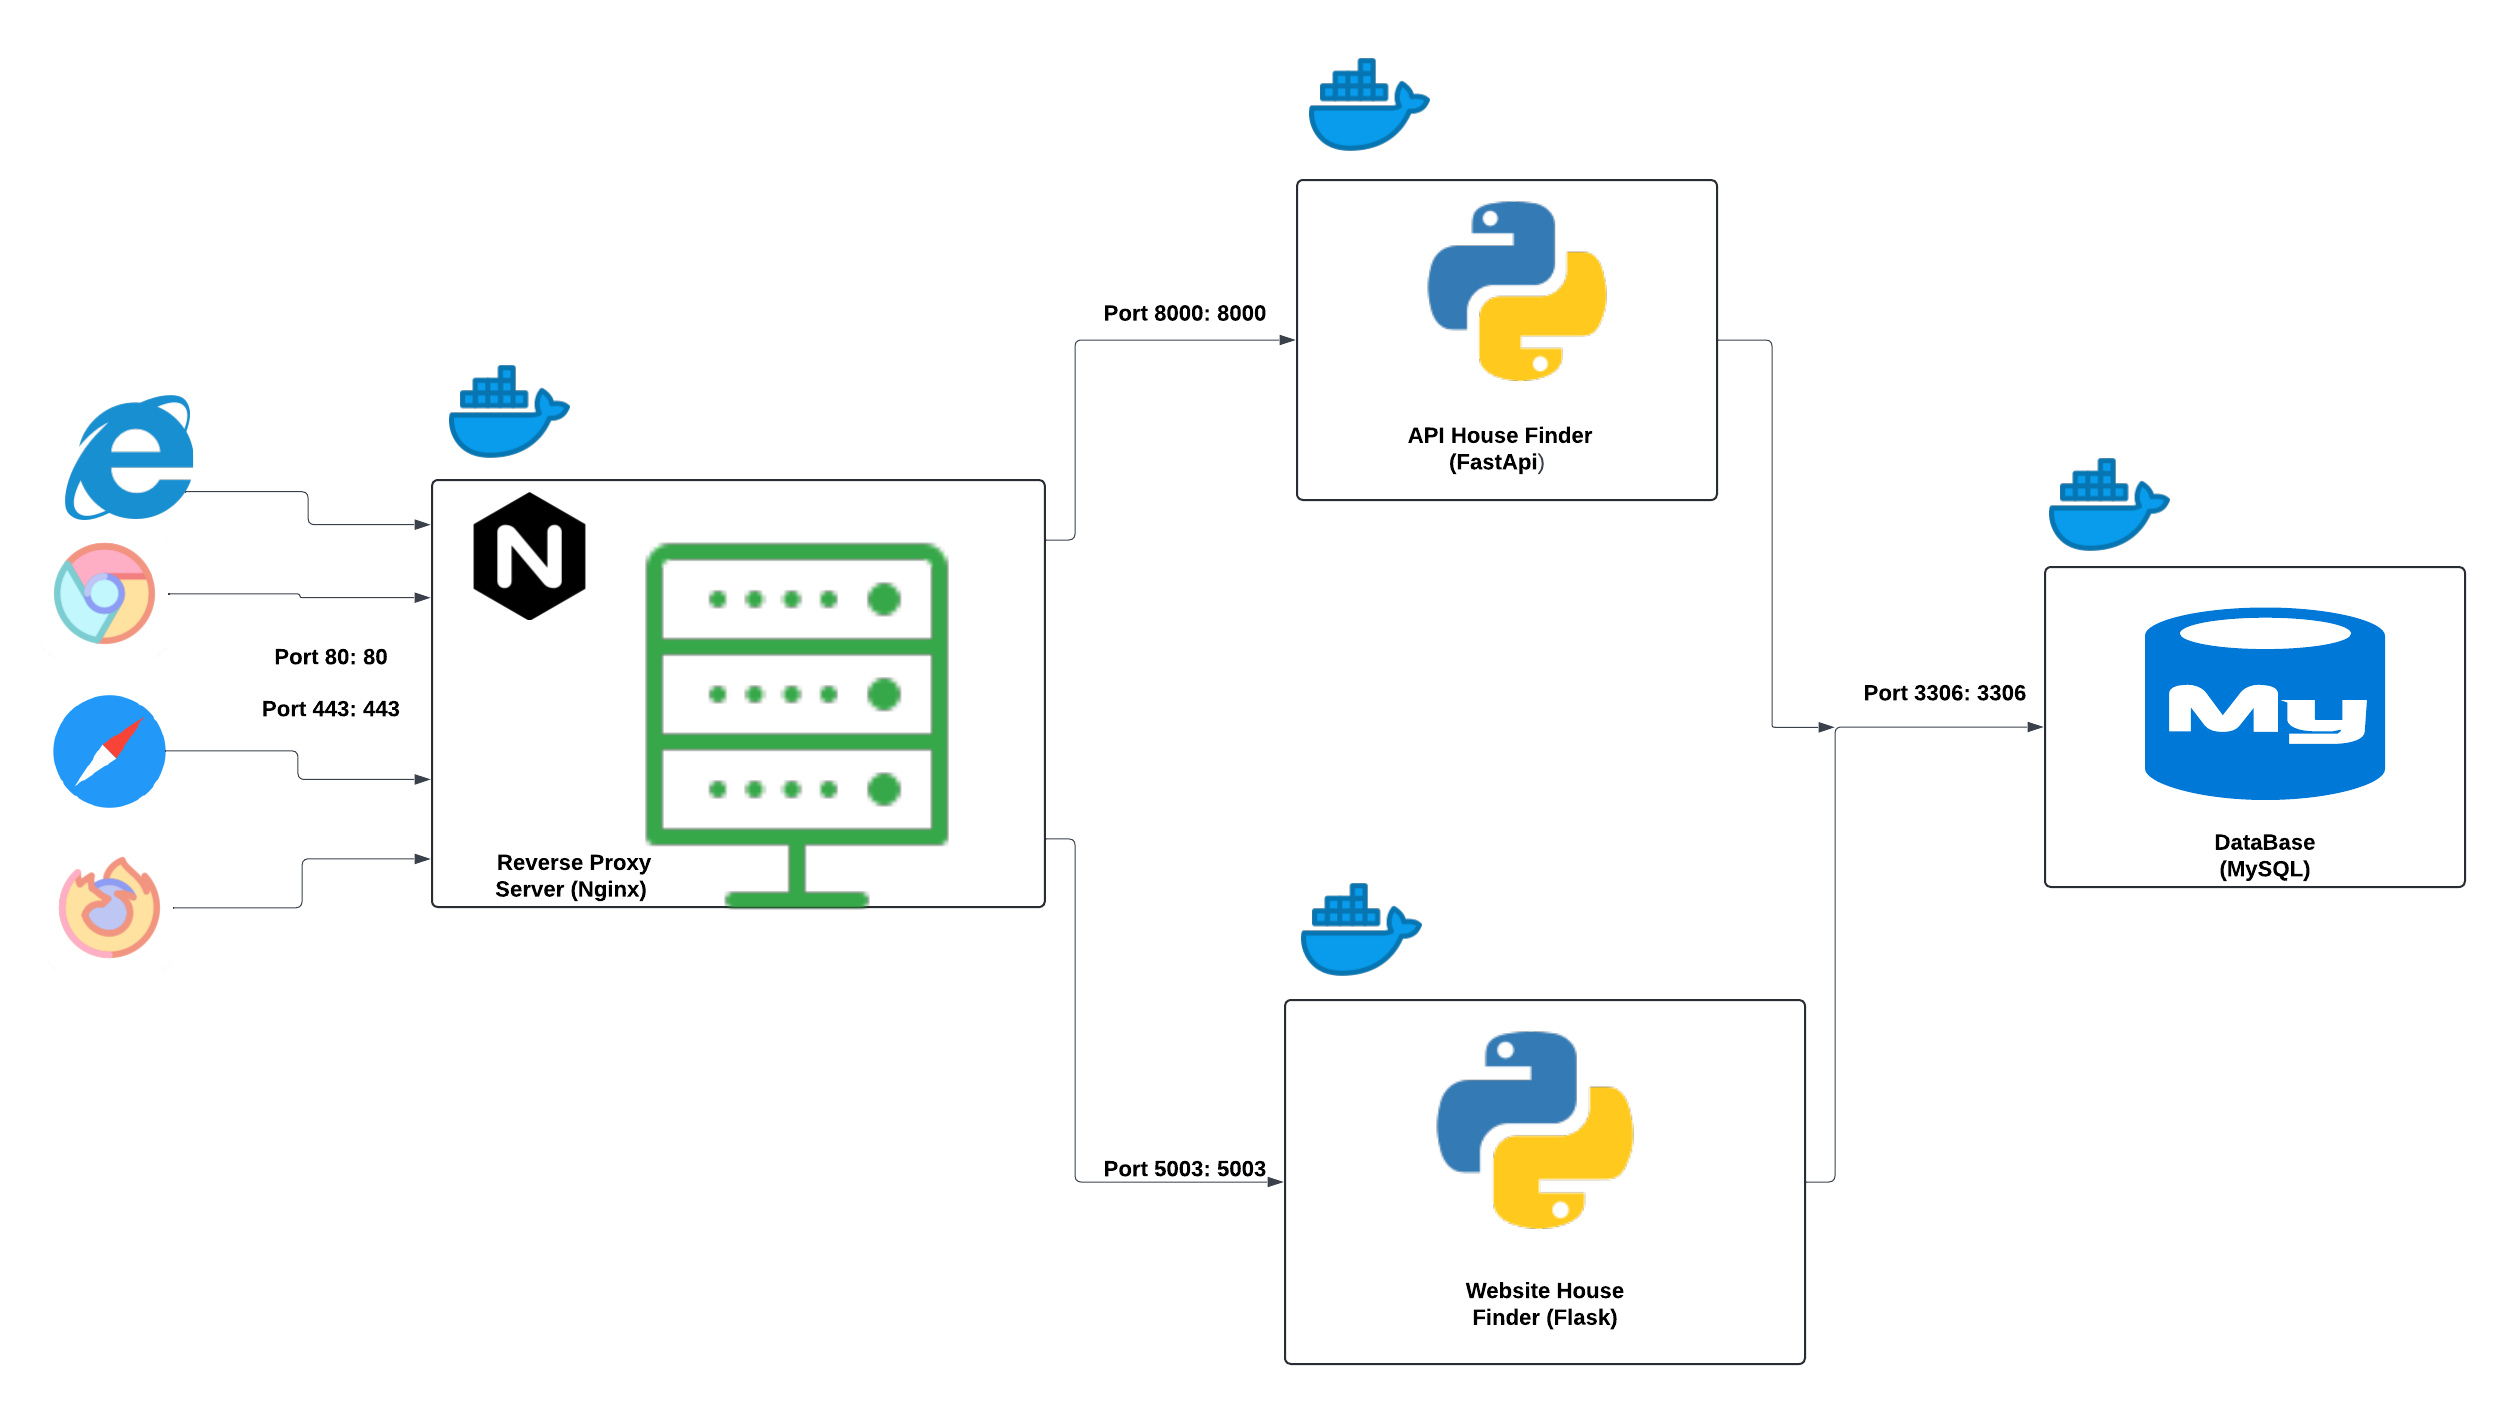 Port 80: 80
Port 443: 443
Reverse Proxy
Server (Nginx)
Port 8000: 8000
API House Finder
(FastApi)
Port 5003: 5003
Website House
Finder (Flask)
Port 3306: 3306
My
DataBase
(MySQL)